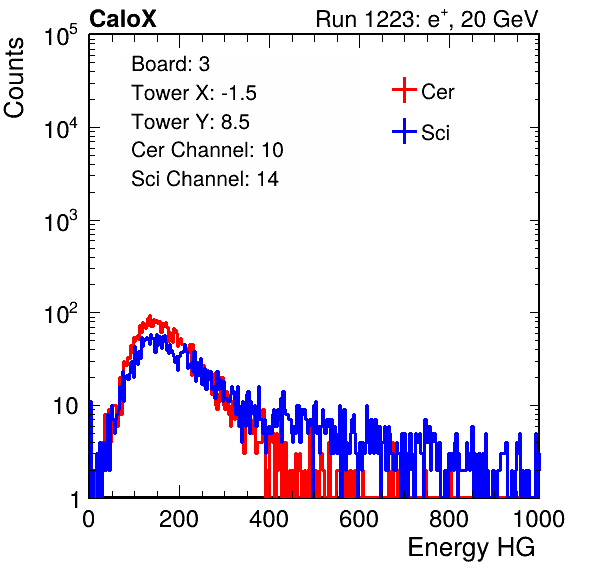 CaloX Run 1223: e⁺, 20 GeV
Counts
10⁵
10⁴
10³
10²
10
1
Board: 3
Tower X: -1.5
Tower Y: 8.5
Cer Channel: 10
Sci Channel: 14
Cer
Sci
0 200 400 600 800 1000
Energy HG